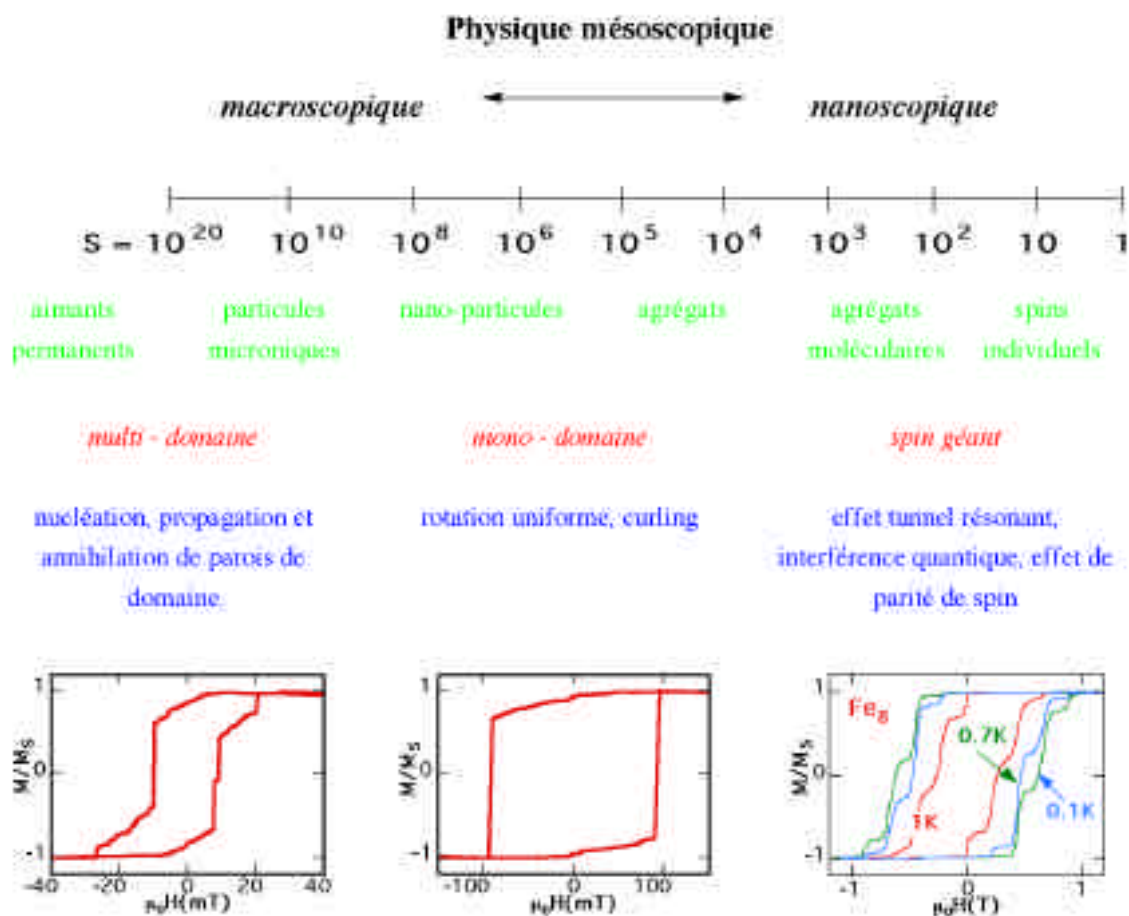 Physique mésoscopique
macroscopique
nanoscopique
S = 10^20 10^10 10^8 10^6 10^5 10^4 10^3 10^2 10 1
aimants permanents
particules microniques
nano-particules
agrégats
agrégats moléculaires
spins individuels
multi - domaine
mono - domaine
spin géant
nucléation, propagation et
annihilation de parois de
domaine
rotation uniforme, curling
effet tunnel résonant,
interférence quantique, effet de
parité de spin
M/M_S
1
0
-1
-40 -20 0 20 40
µ₀H(mT)
M/M_S
1
0
-1
-100 0 100
µ₀H(mT)
M/M_S
1
0
-1
Fe₈
0.7K
1K
0.1K
-1 0 1
µ₀H(T)